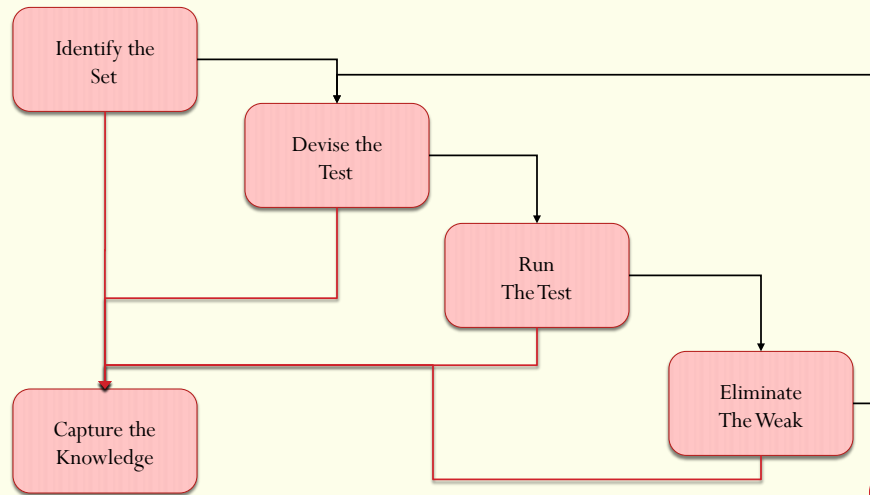 Identify the
Set
Devise the
Test
Run
The Test
Eliminate
The Weak
Capture the
Knowledge